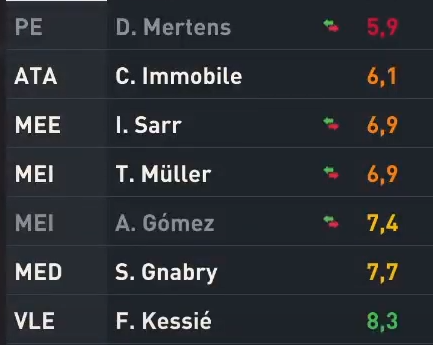 PE D. Mertens 5,9
ATA C. Immobile 6,1
MEE I. Sarr 6,9
MEI T. Müller 6,9
MEI A. Gómez 7,4
MED S. Gnabry 7,7
VLE F. Kessié 8,3